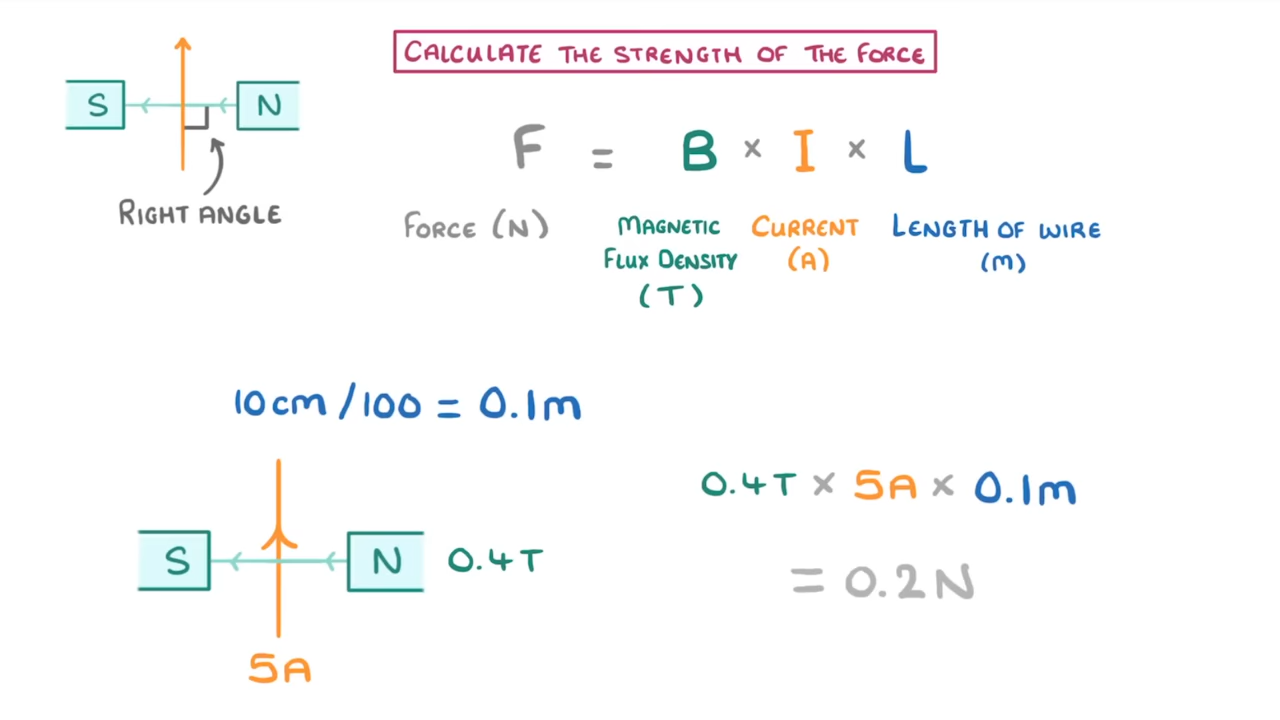 CALCULATE THE STRENGTH OF THE FORCE
S N
RIGHT ANGLE
F = B × I × L
FORCE (N)
MAGNETIC
FLUX DENSITY
(T)
CURRENT
(A)
LENGTH OF WIRE
(M)
10cm / 100 = 0.1m
S N 0.4T
5A
0.4T × 5A × 0.1m
= 0.2N